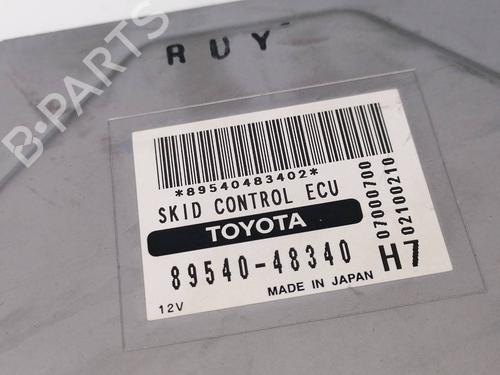 RUY
B-PARTS
*89540483402*
SKID CONTROL ECU
TOYOTA
89540-48340
H7
MADE IN JAPAN
12V
07000700
02100210